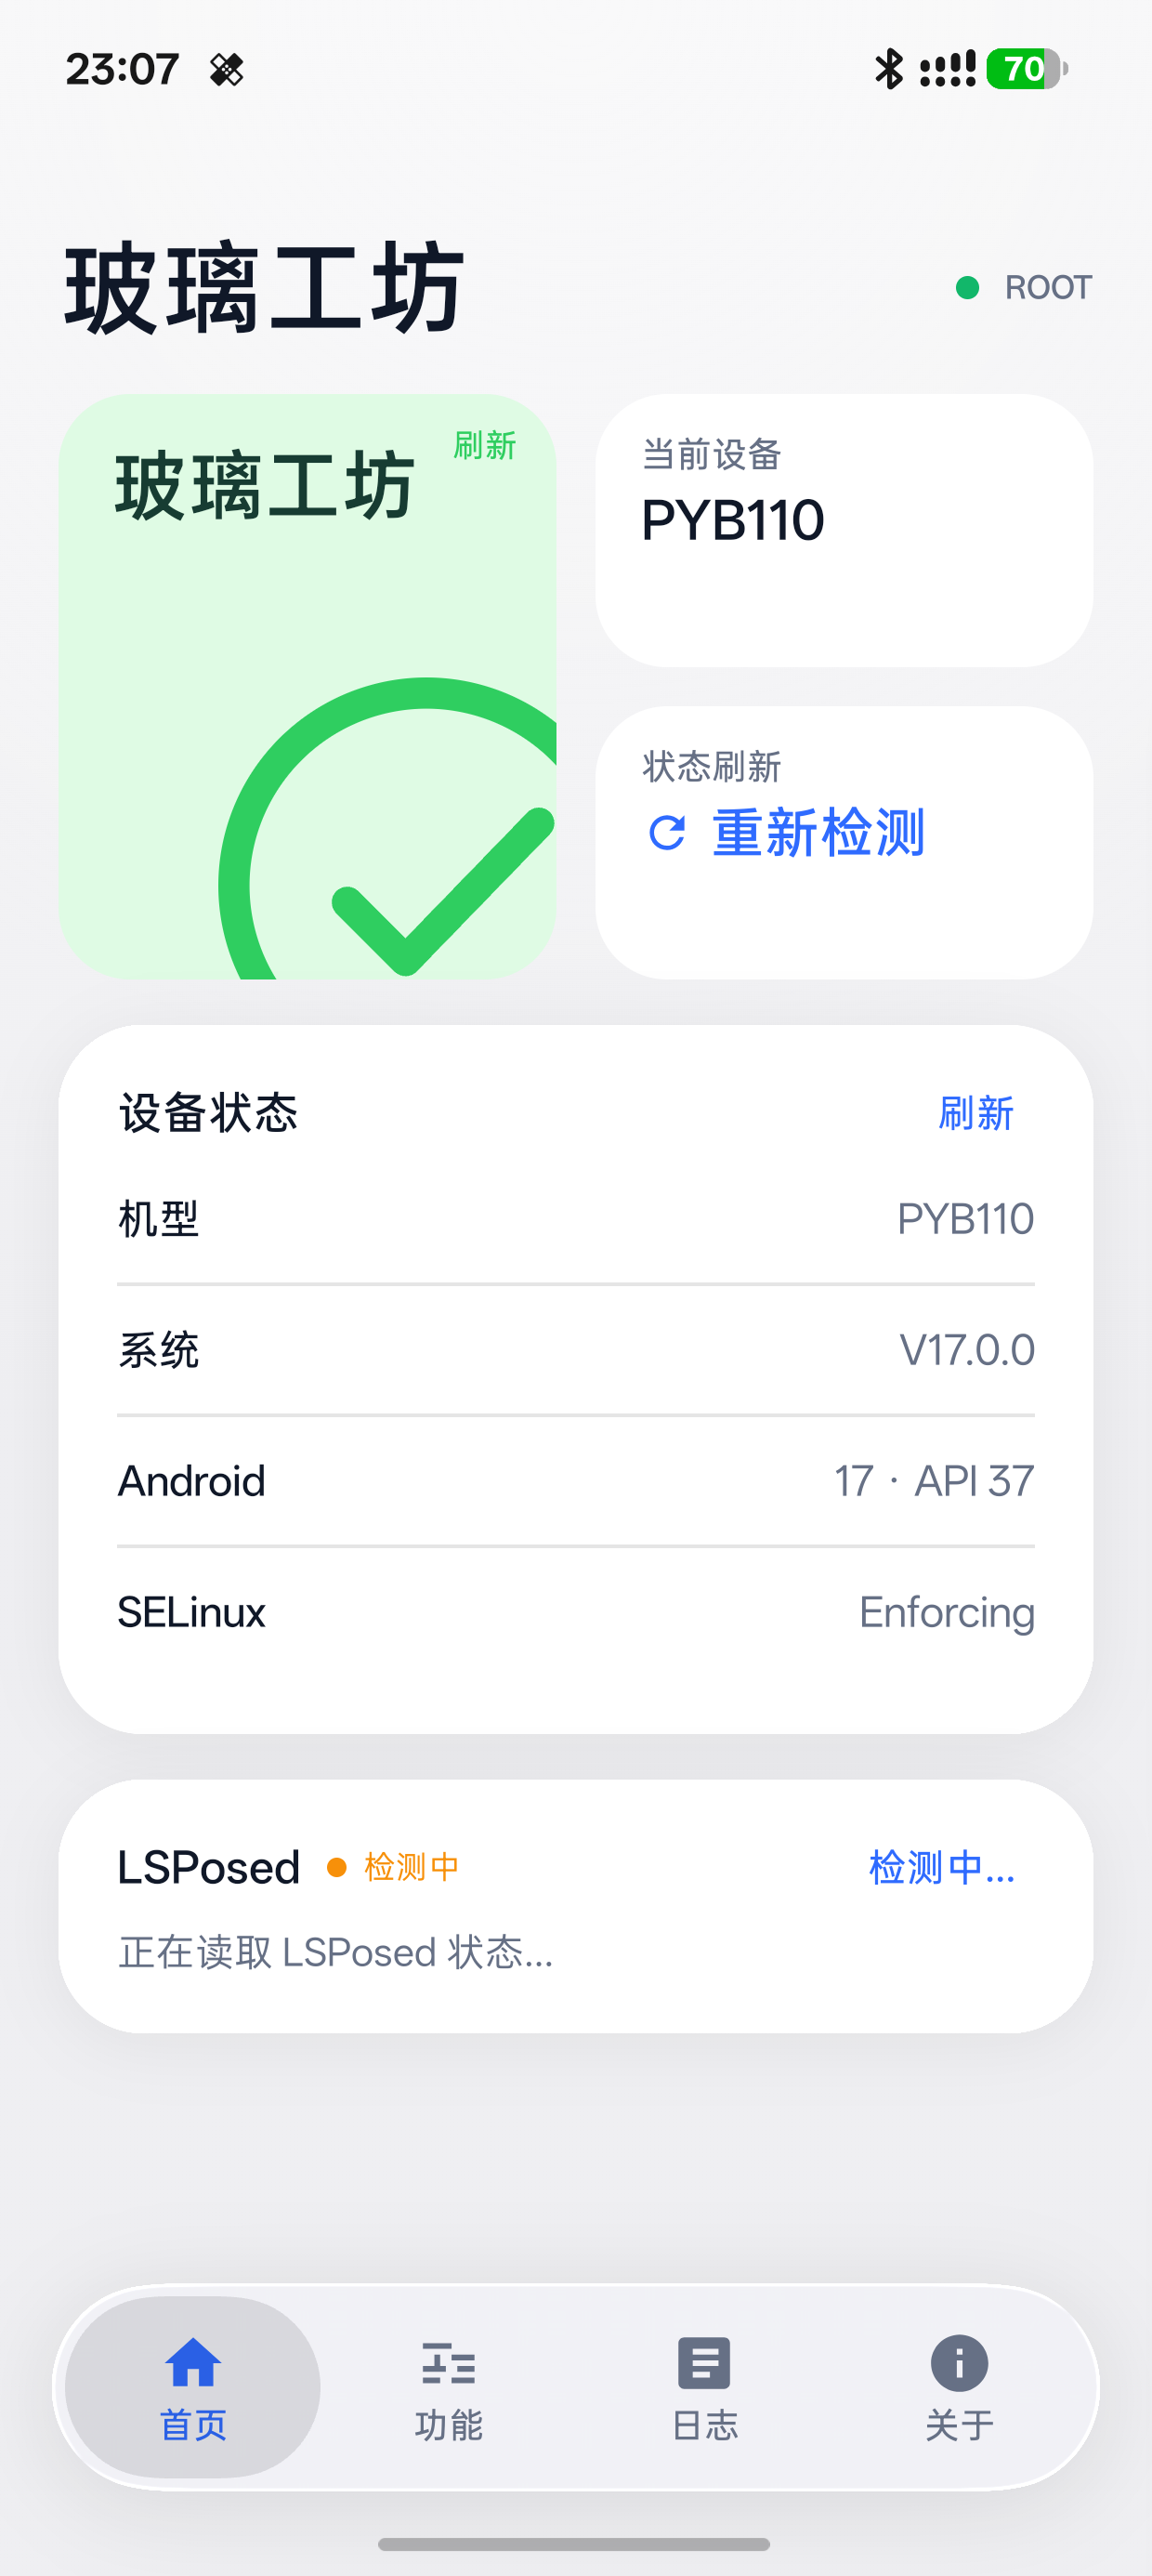 23:07
70
玻璃工坊
ROOT
玻璃工坊
刷新
当前设备
PYB110
状态刷新
重新检测
设备状态
刷新
机型
PYB110
系统
V17.0.0
Android
17 · API 37
SELinux
Enforcing
LSPosed
检测中
检测中...
正在读取 LSPosed 状态...
首页
功能
日志
关于